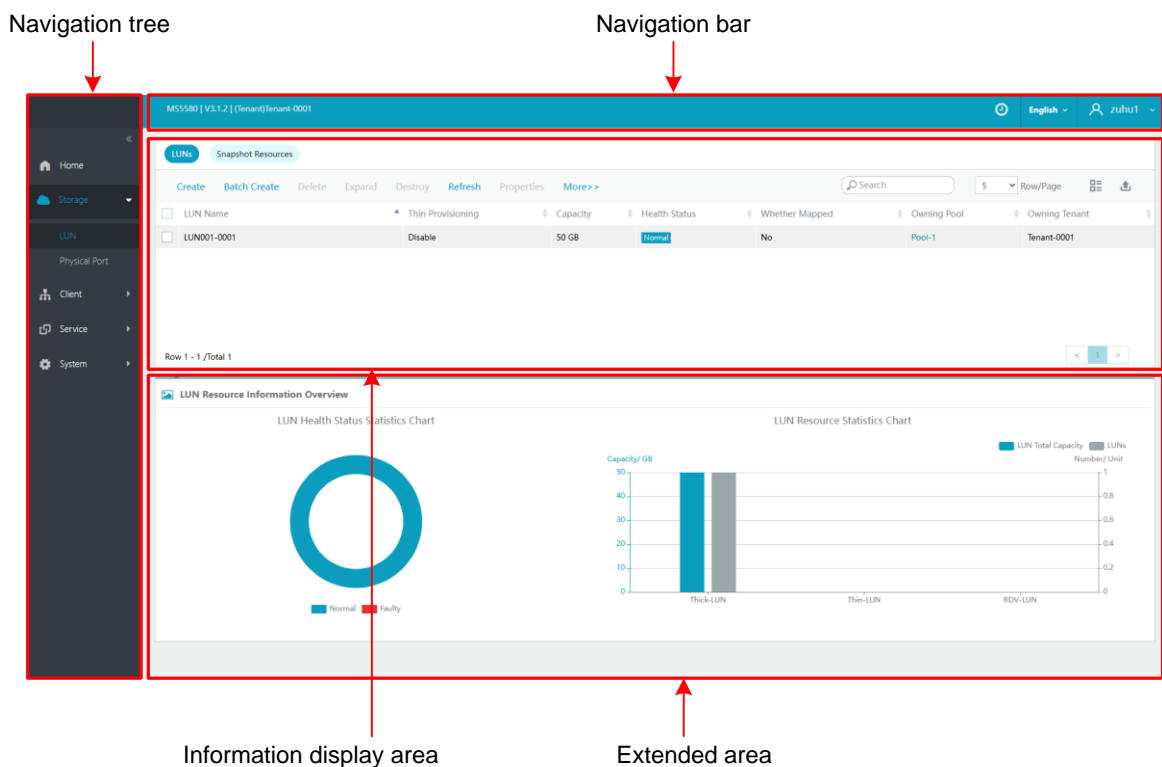 Navigation tree
Navigation bar
MS5580 | V3.1.2 | (Tenant)Tenant-0001
English
zuhu1
«
Home
Storage
LUN
Physical Port
Client
Service
System
LUNs
Snapshot Resources
Create Batch Create Delete Expand Destroy Refresh Properties More>>
Search
5 Row/Page
LUN Name Thin Provisioning Capacity Health Status Whether Mapped Owning Pool Owning Tenant
LUN001-0001 Disable 50 GB Normal No Pool-1 Tenant-0001
Row 1 - 1 /Total 1
< 1 >
LUN Resource Information Overview
LUN Health Status Statistics Chart
Normal Faulty
LUN Resource Statistics Chart
LUN Total Capacity LUNs
Capacity/ GB Number/ Unit
50 1
40 0.8
30 0.6
20 0.4
10 0.2
0 0
Thick-LUN Thin-LUN RDV-LUN
Information display area
Extended area